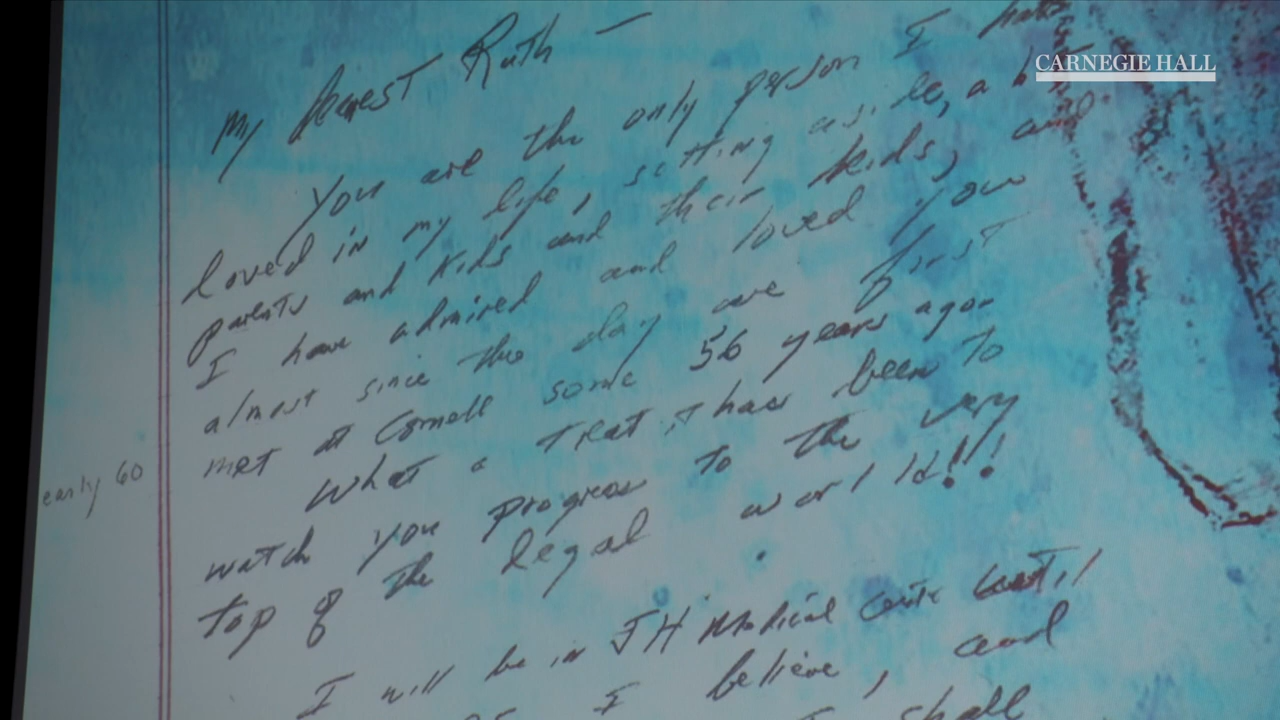 CARNEGIE HALL
My dearest Ruth –
You are the only person I have
loved in my life, setting aside, a bit,
parents and kids and their kids, and
I have admired and loved you
almost since the day we first
met at Cornell some 56 years ago.
What a treat it has been to
watch you progress to the very
top of the legal world!!!
early 60
I will be in JH Medical Center until
I believe, and
shall